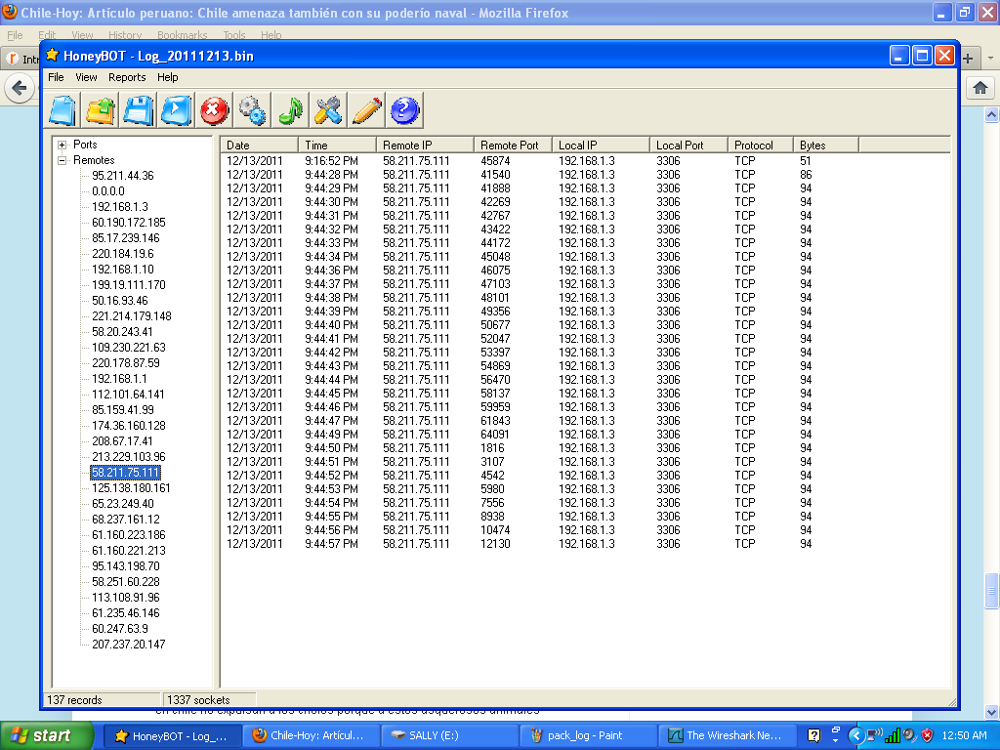 Chile-Hoy: Artículo peruano: Chile amenaza también con su poderío naval - Mozilla Firefox
File Edit View History Bookmarks Tools Help
Intr
HoneyBOT - Log_20111213.bin
File View Reports Help
Ports
Remotes
95.211.44.36
0.0.0.0
192.168.1.3
60.190.172.185
85.17.239.146
220.184.19.6
192.168.1.10
199.19.111.170
50.16.93.46
221.214.179.148
58.20.243.41
109.230.221.63
220.178.87.59
192.168.1.1
112.101.64.141
85.159.41.99
174.36.160.128
208.67.17.41
213.229.103.96
58.211.75.111
125.138.180.161
65.23.249.40
68.237.161.12
61.160.223.186
61.160.221.213
95.143.198.70
58.251.60.228
113.108.91.96
61.235.46.146
60.247.63.9
207.237.20.147
Date Time Remote IP Remote Port Local IP Local Port Protocol Bytes
12/13/2011 9:16:52 PM 58.211.75.111 45874 192.168.1.3 3306 TCP 51
12/13/2011 9:44:28 PM 58.211.75.111 41540 192.168.1.3 3306 TCP 86
12/13/2011 9:44:29 PM 58.211.75.111 41888 192.168.1.3 3306 TCP 94
12/13/2011 9:44:30 PM 58.211.75.111 42269 192.168.1.3 3306 TCP 94
12/13/2011 9:44:31 PM 58.211.75.111 42767 192.168.1.3 3306 TCP 94
12/13/2011 9:44:32 PM 58.211.75.111 43422 192.168.1.3 3306 TCP 94
12/13/2011 9:44:33 PM 58.211.75.111 44172 192.168.1.3 3306 TCP 94
12/13/2011 9:44:34 PM 58.211.75.111 45048 192.168.1.3 3306 TCP 94
12/13/2011 9:44:36 PM 58.211.75.111 46075 192.168.1.3 3306 TCP 94
12/13/2011 9:44:37 PM 58.211.75.111 47103 192.168.1.3 3306 TCP 94
12/13/2011 9:44:38 PM 58.211.75.111 48101 192.168.1.3 3306 TCP 94
12/13/2011 9:44:39 PM 58.211.75.111 49356 192.168.1.3 3306 TCP 94
12/13/2011 9:44:40 PM 58.211.75.111 50677 192.168.1.3 3306 TCP 94
12/13/2011 9:44:41 PM 58.211.75.111 52047 192.168.1.3 3306 TCP 94
12/13/2011 9:44:42 PM 58.211.75.111 53397 192.168.1.3 3306 TCP 94
12/13/2011 9:44:43 PM 58.211.75.111 54869 192.168.1.3 3306 TCP 94
12/13/2011 9:44:44 PM 58.211.75.111 56470 192.168.1.3 3306 TCP 94
12/13/2011 9:44:45 PM 58.211.75.111 58137 192.168.1.3 3306 TCP 94
12/13/2011 9:44:46 PM 58.211.75.111 59959 192.168.1.3 3306 TCP 94
12/13/2011 9:44:47 PM 58.211.75.111 61843 192.168.1.3 3306 TCP 94
12/13/2011 9:44:49 PM 58.211.75.111 64091 192.168.1.3 3306 TCP 94
12/13/2011 9:44:50 PM 58.211.75.111 1816 192.168.1.3 3306 TCP 94
12/13/2011 9:44:51 PM 58.211.75.111 3107 192.168.1.3 3306 TCP 94
12/13/2011 9:44:52 PM 58.211.75.111 4542 192.168.1.3 3306 TCP 94
12/13/2011 9:44:53 PM 58.211.75.111 5980 192.168.1.3 3306 TCP 94
12/13/2011 9:44:54 PM 58.211.75.111 7556 192.168.1.3 3306 TCP 94
12/13/2011 9:44:55 PM 58.211.75.111 8938 192.168.1.3 3306 TCP 94
12/13/2011 9:44:56 PM 58.211.75.111 10474 192.168.1.3 3306 TCP 94
12/13/2011 9:44:57 PM 58.211.75.111 12130 192.168.1.3 3306 TCP 94
137 records 1337 sockets
en chile no expulsan a los cholos porque a estos asquerosos animales
start HoneyBOT - Log_... Chile-Hoy: Artícul... SALLY (E:) pack_log - Paint The Wireshark Ne... 12:50 AM